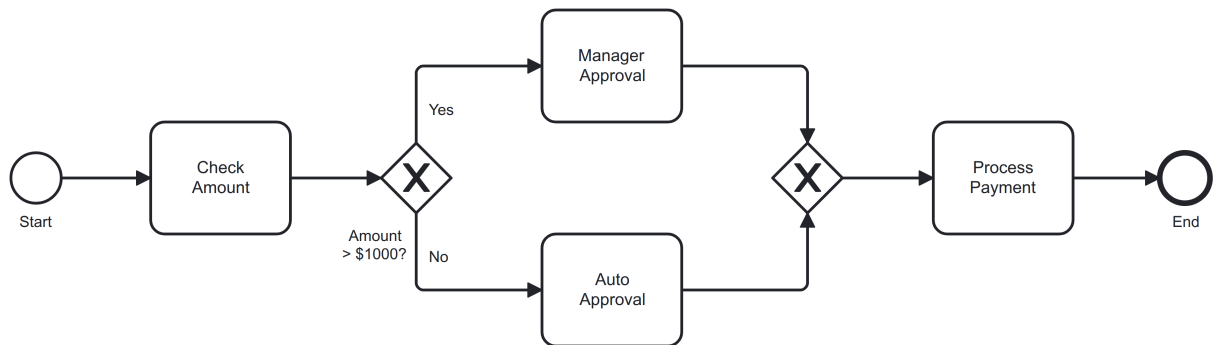 Start
Check
Amount
Amount
> $1000?
Yes
No
Manager
Approval
Auto
Approval
Process
Payment
End